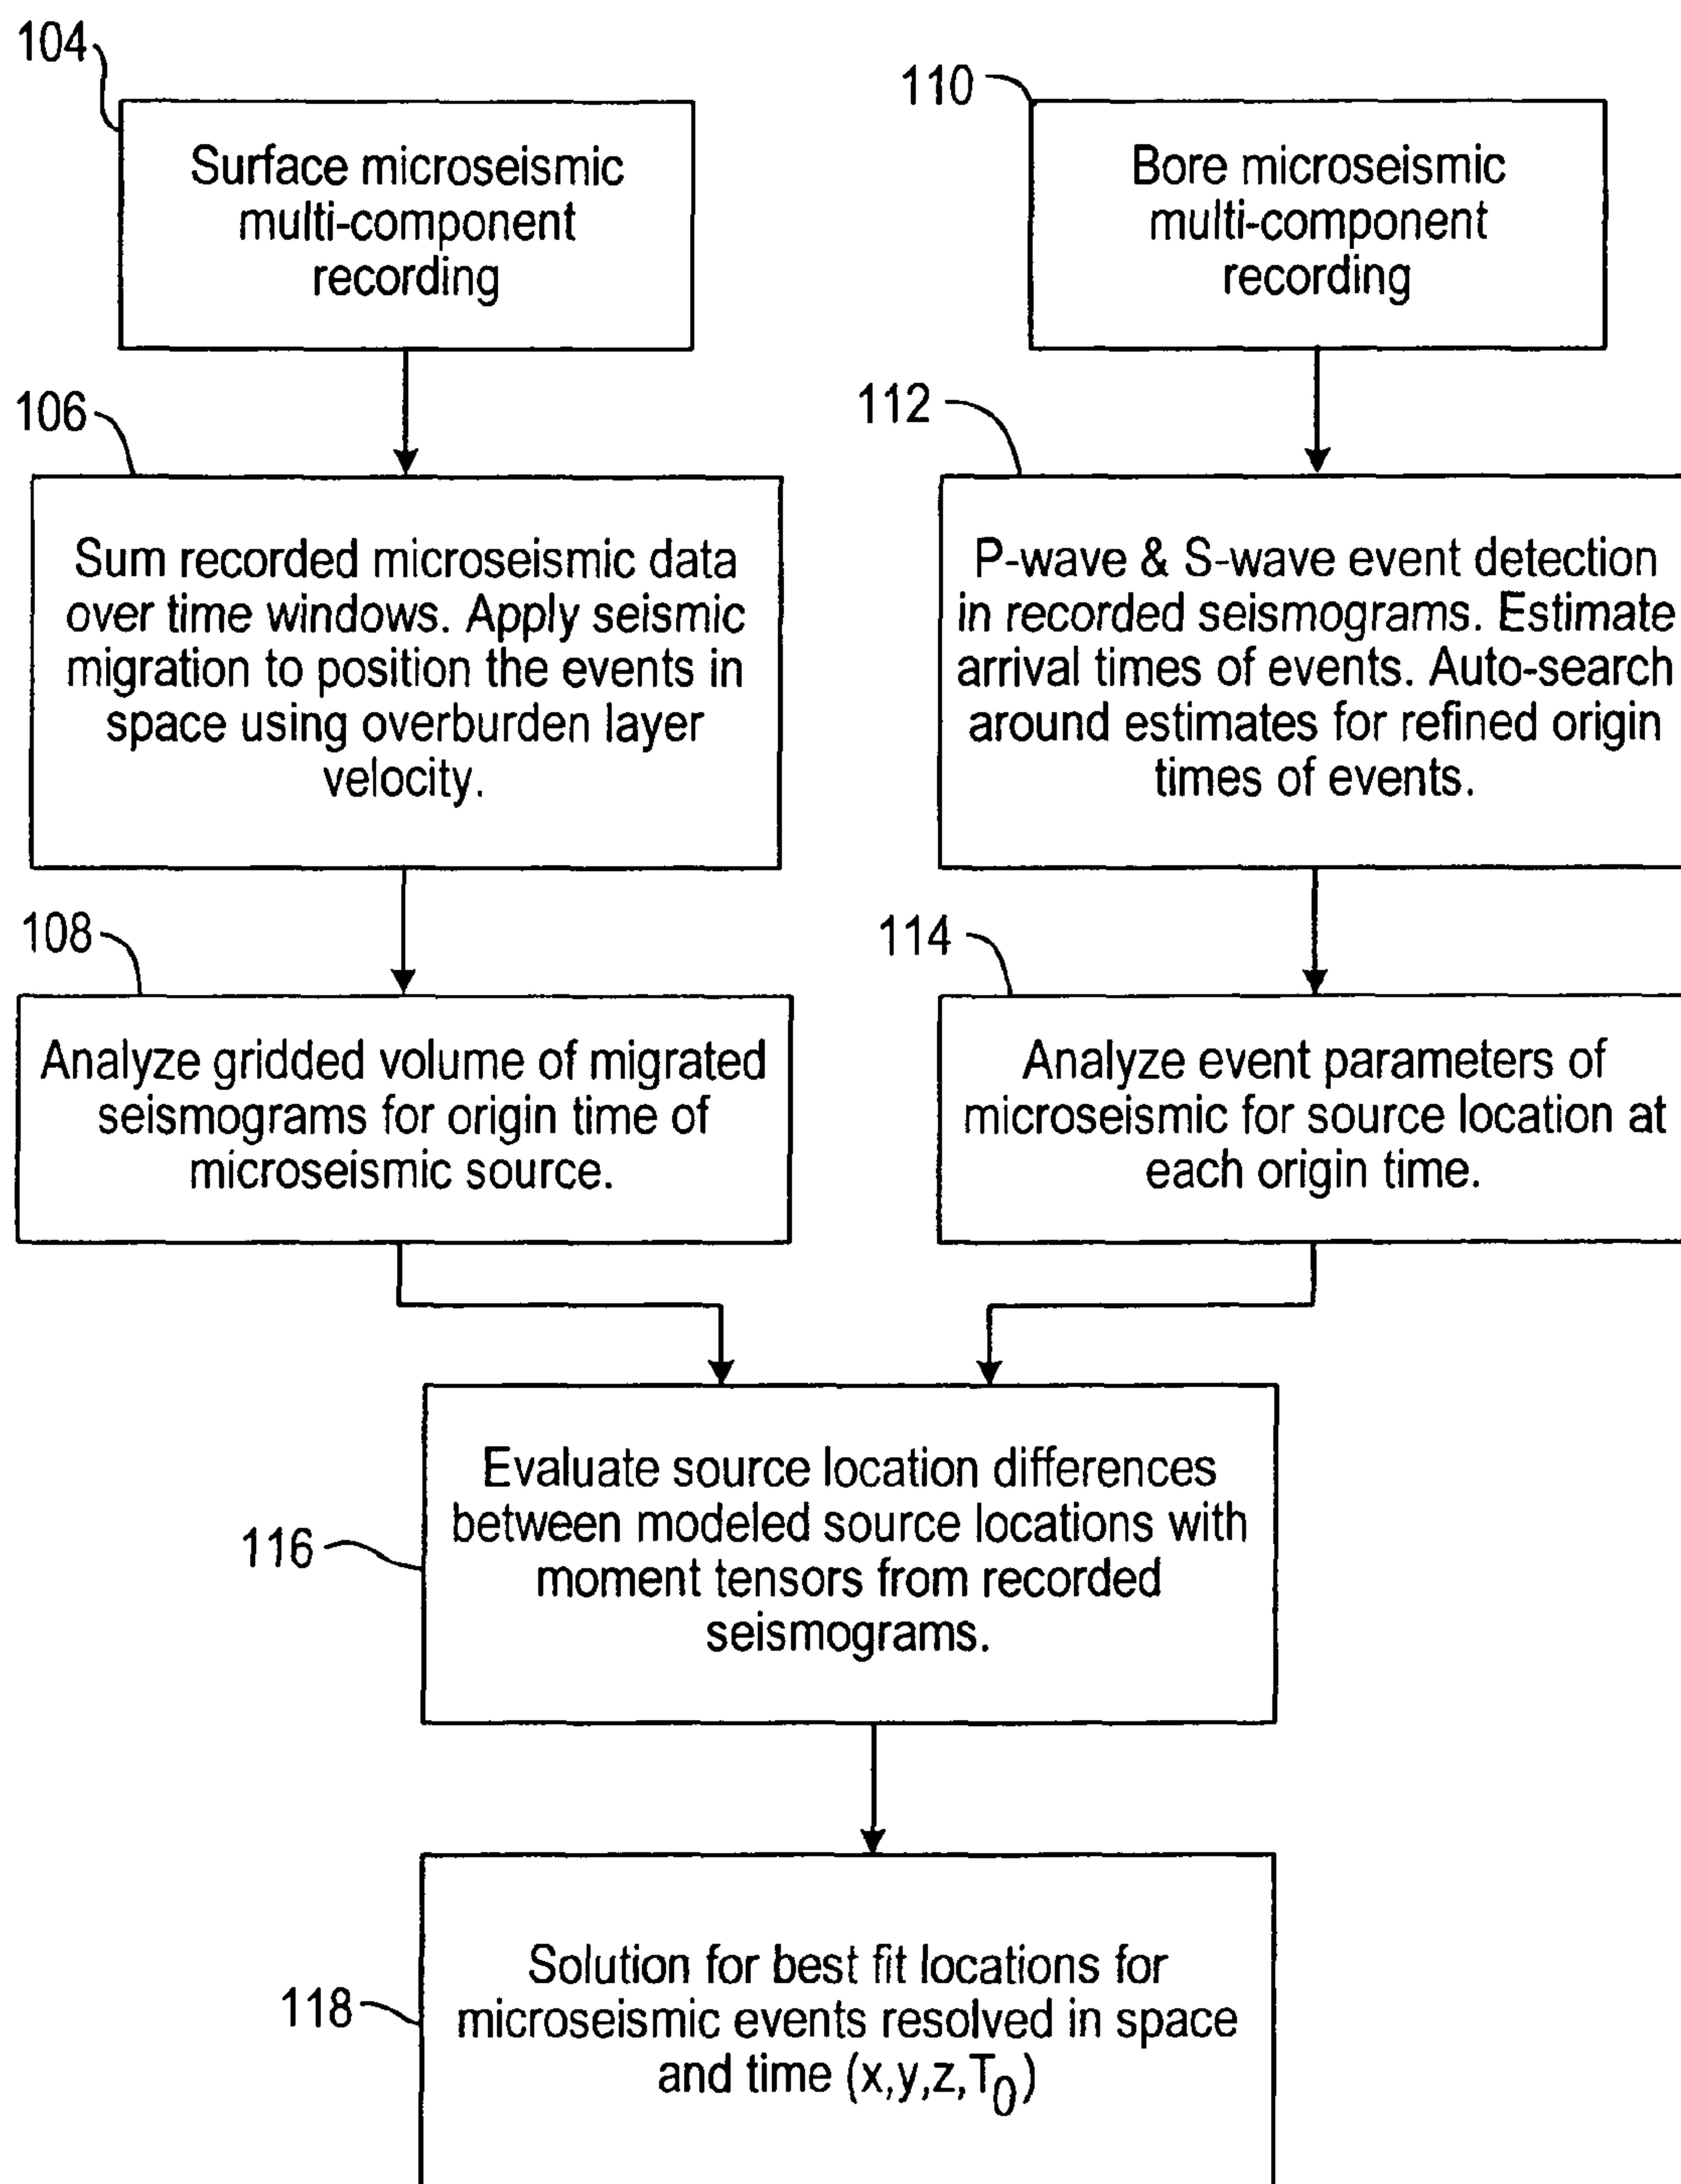 104
Surface microseismic
multi-component
recording
110
Bore microseismic
multi-component
recording
106
Sum recorded microseismic data
over time windows. Apply seismic
migration to position the events in
space using overburden layer
velocity.
112
P-wave & S-wave event detection
in recorded seismograms. Estimate
arrival times of events. Auto-search
around estimates for refined origin
times of events.
108
Analyze gridded volume of migrated
seismograms for origin time of
microseismic source.
114
Analyze event parameters of
microseismic for source location at
each origin time.
116
Evaluate source location differences
between modeled source locations with
moment tensors from recorded
seismograms.
118
Solution for best fit locations for
microseismic events resolved in space
and time (x,y,z,T0)